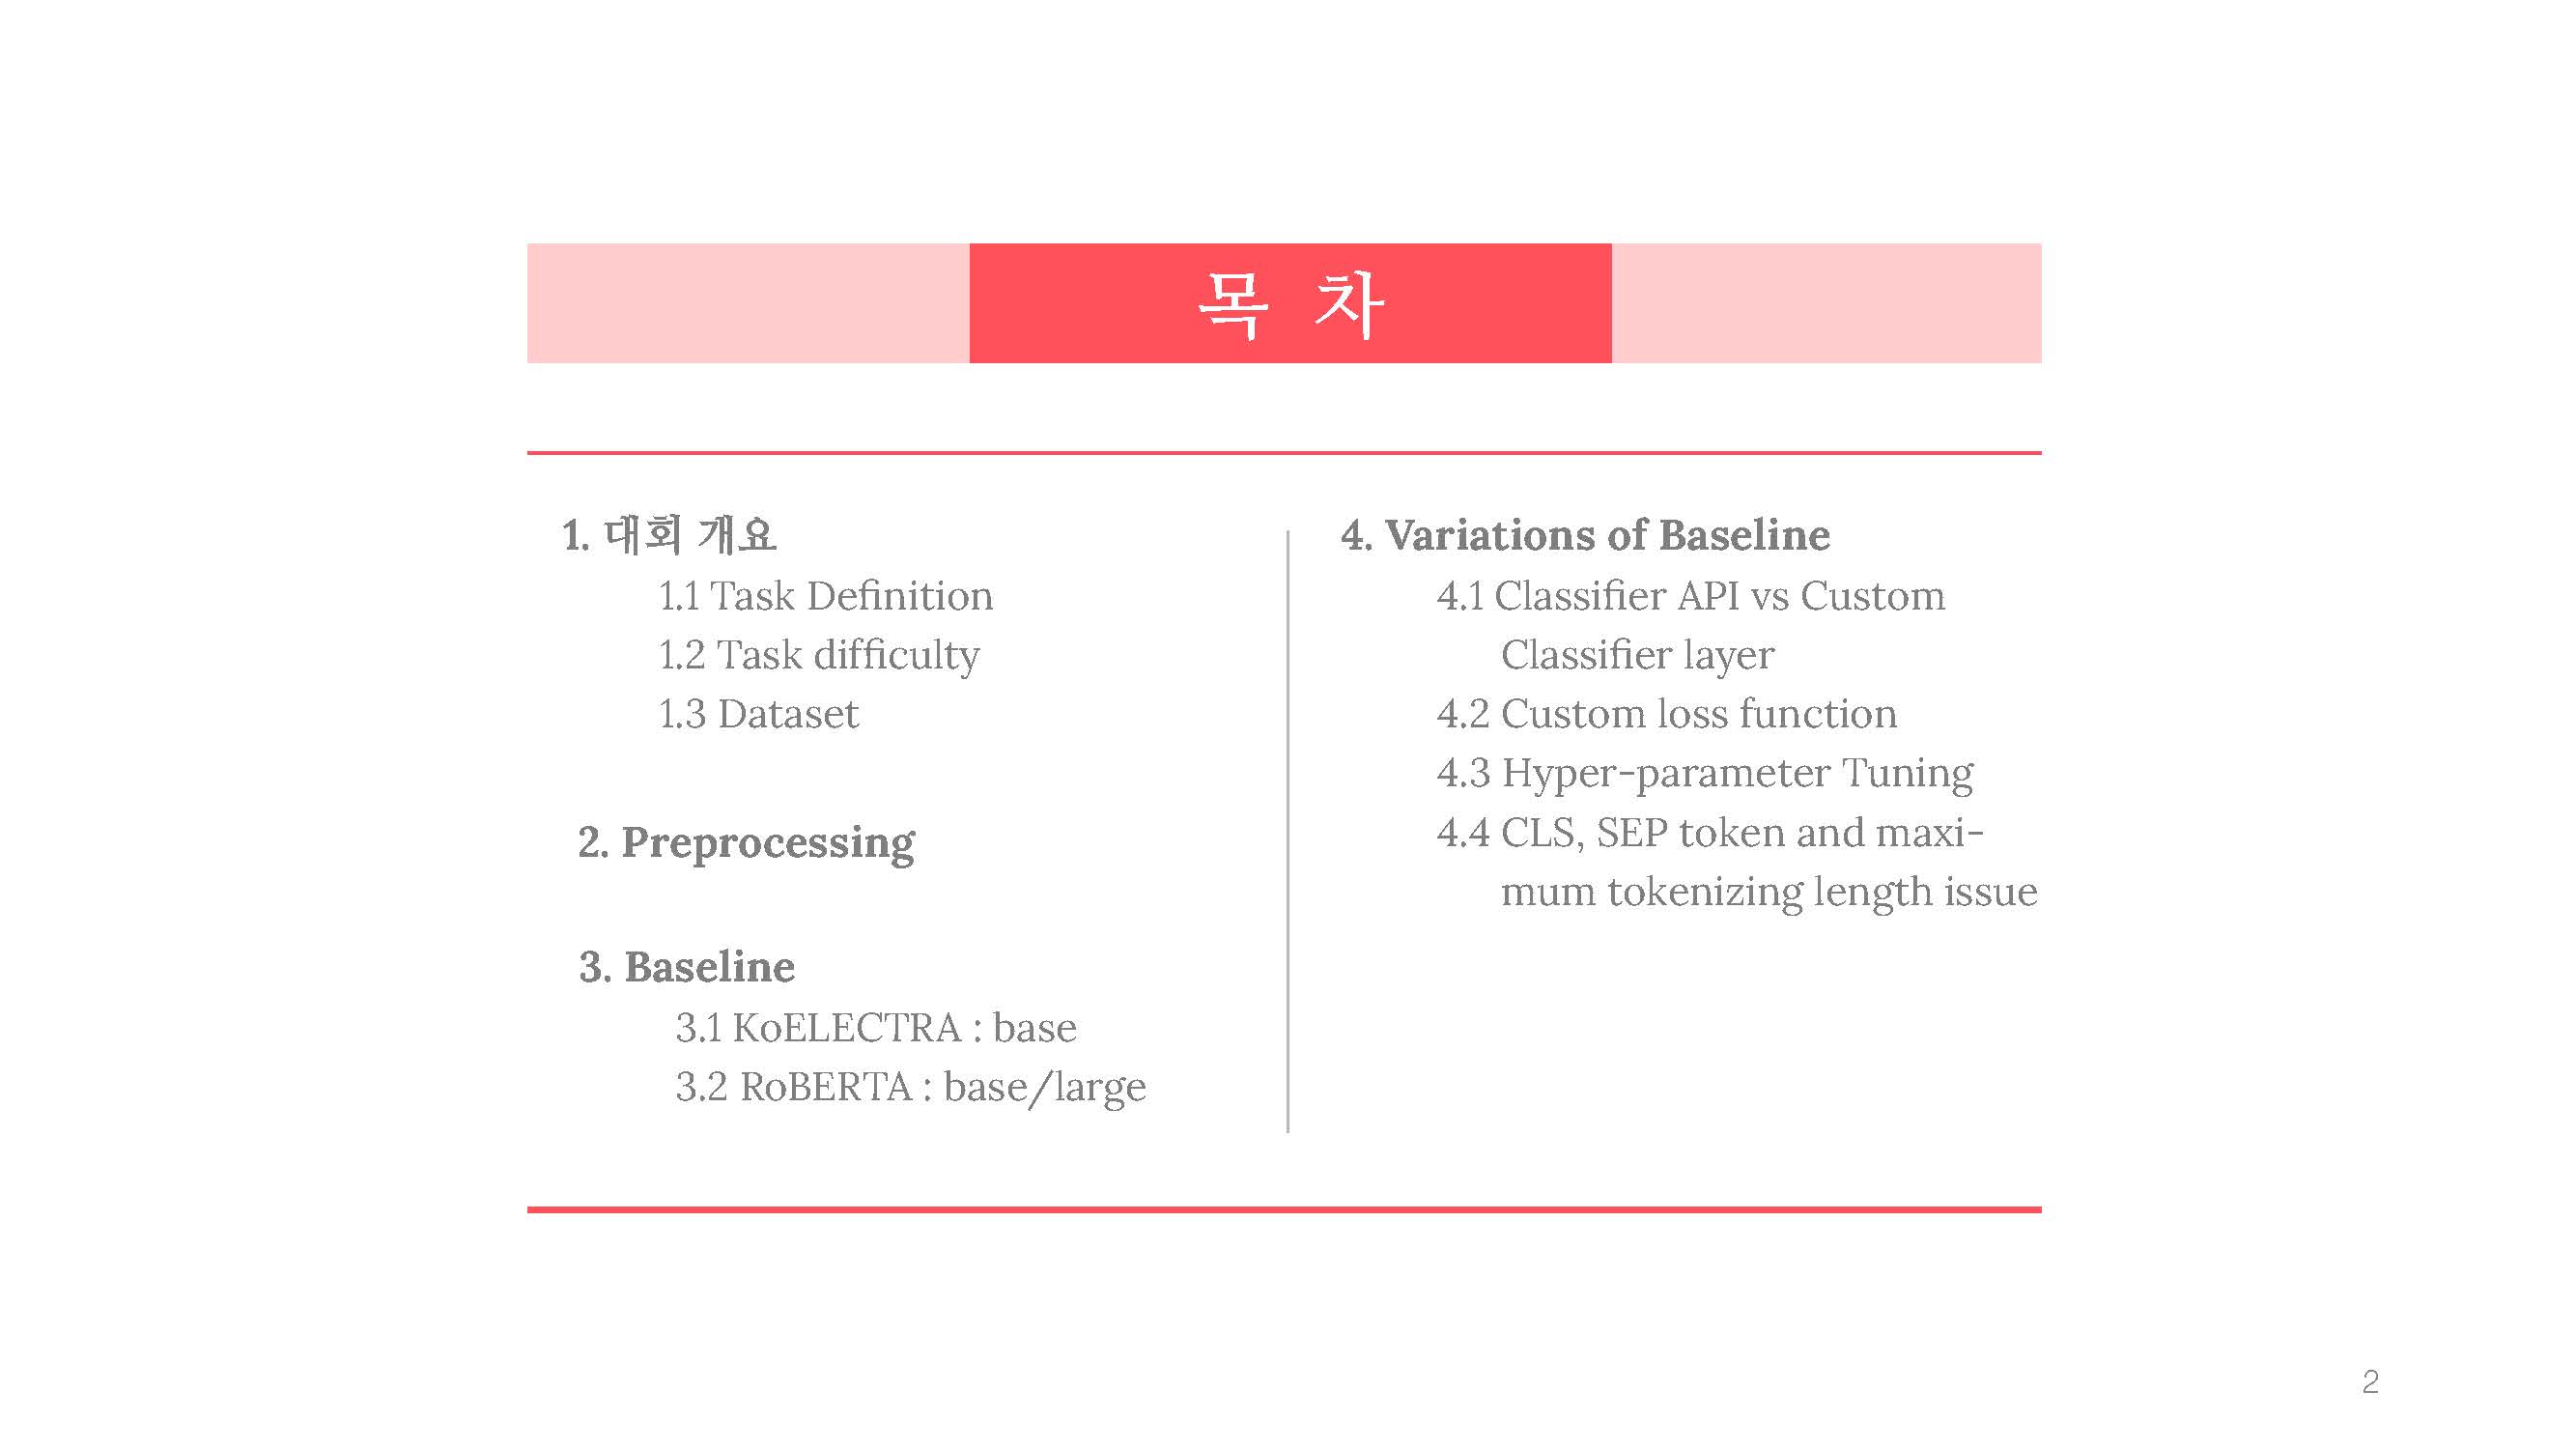 목 차
1. 대회 개요
1.1 Task Definition
1.2 Task difficulty
1.3 Dataset
2. Preprocessing
3. Baseline
3.1 KoELECTRA : base
3.2 RoBERTA : base/large
4. Variations of Baseline
4.1 Classifier API vs Custom
Classifier layer
4.2 Custom loss function
4.3 Hyper-parameter Tuning
4.4 CLS, SEP token and maxi-
mum tokenizing length issue
2